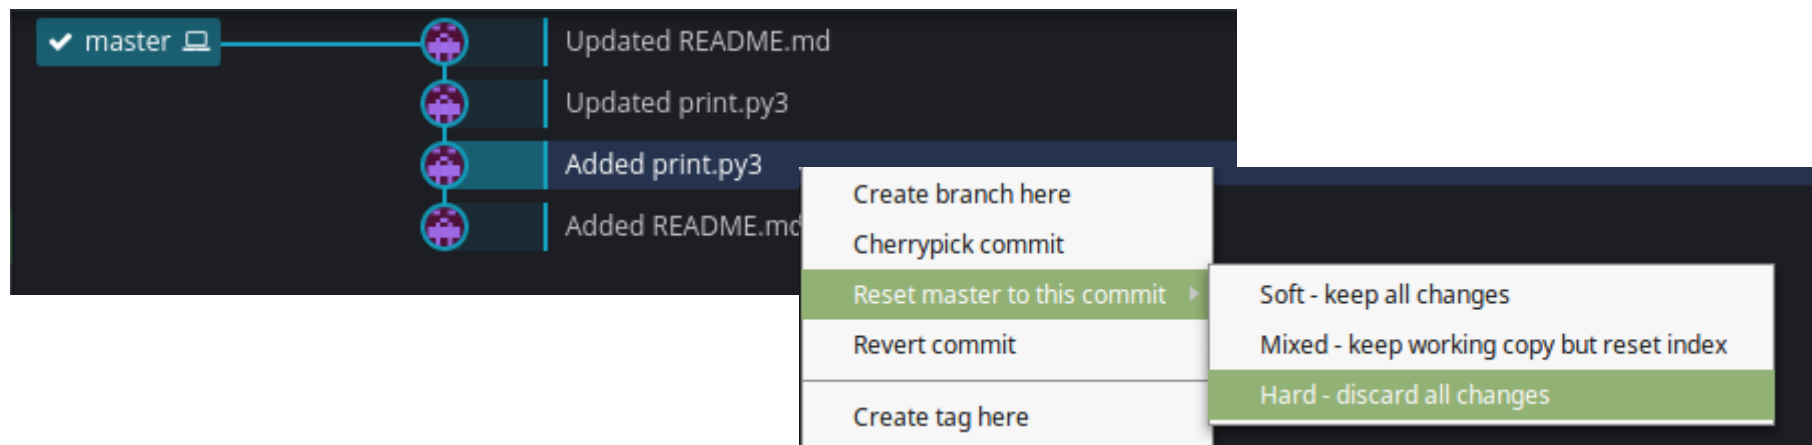 master
Updated README.md
Updated print.py3
Added print.py3
Added README.md
Create branch here
Cherrypick commit
Reset master to this commit
Revert commit
Create tag here
Soft - keep all changes
Mixed - keep working copy but reset index
Hard - discard all changes